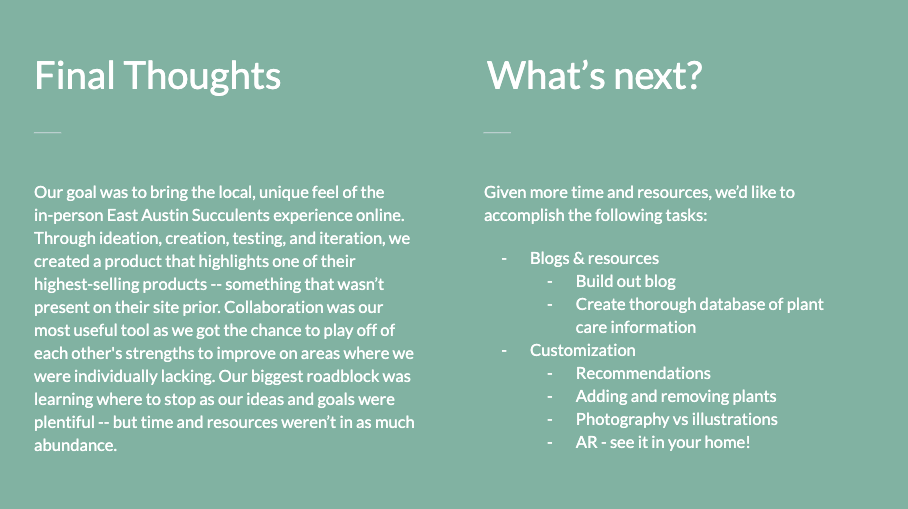 Final Thoughts
Our goal was to bring the local, unique feel of the
in-person East Austin Succulents experience online.
Through ideation, creation, testing, and iteration, we
created a product that highlights one of their
highest-selling products -- something that wasn’t
present on their site prior. Collaboration was our
most useful tool as we got the chance to play off of
each other's strengths to improve on areas where we
were individually lacking. Our biggest roadblock was
learning where to stop as our ideas and goals were
plentiful -- but time and resources weren’t in as much
abundance.
What’s next?
Given more time and resources, we’d like to
accomplish the following tasks:
- Blogs & resources
- Build out blog
- Create thorough database of plant
care information
- Customization
- Recommendations
- Adding and removing plants
- Photography vs illustrations
- AR - see it in your home!